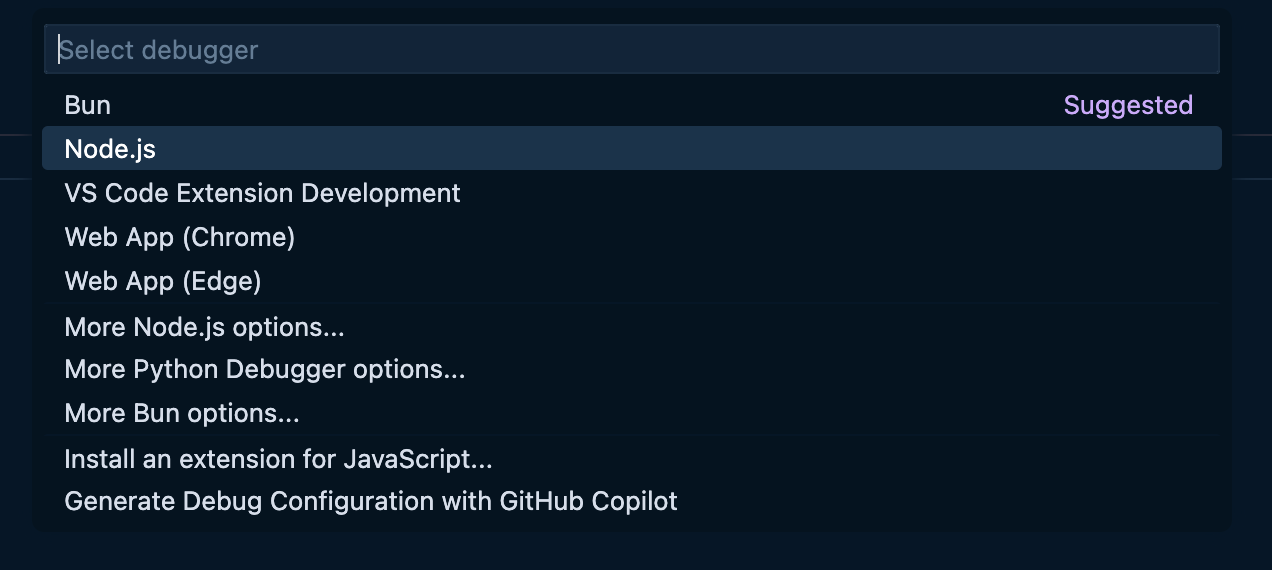 Select debugger
Bun Suggested
Node.js
VS Code Extension Development
Web App (Chrome)
Web App (Edge)
More Node.js options...
More Python Debugger options...
More Bun options...
Install an extension for JavaScript...
Generate Debug Configuration with GitHub Copilot